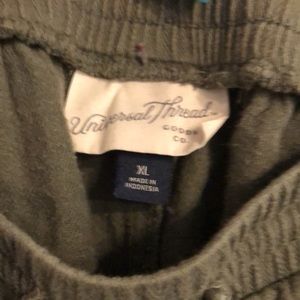 Universal Thread
GOODS
CO.
XL
MADE IN
INDONESIA